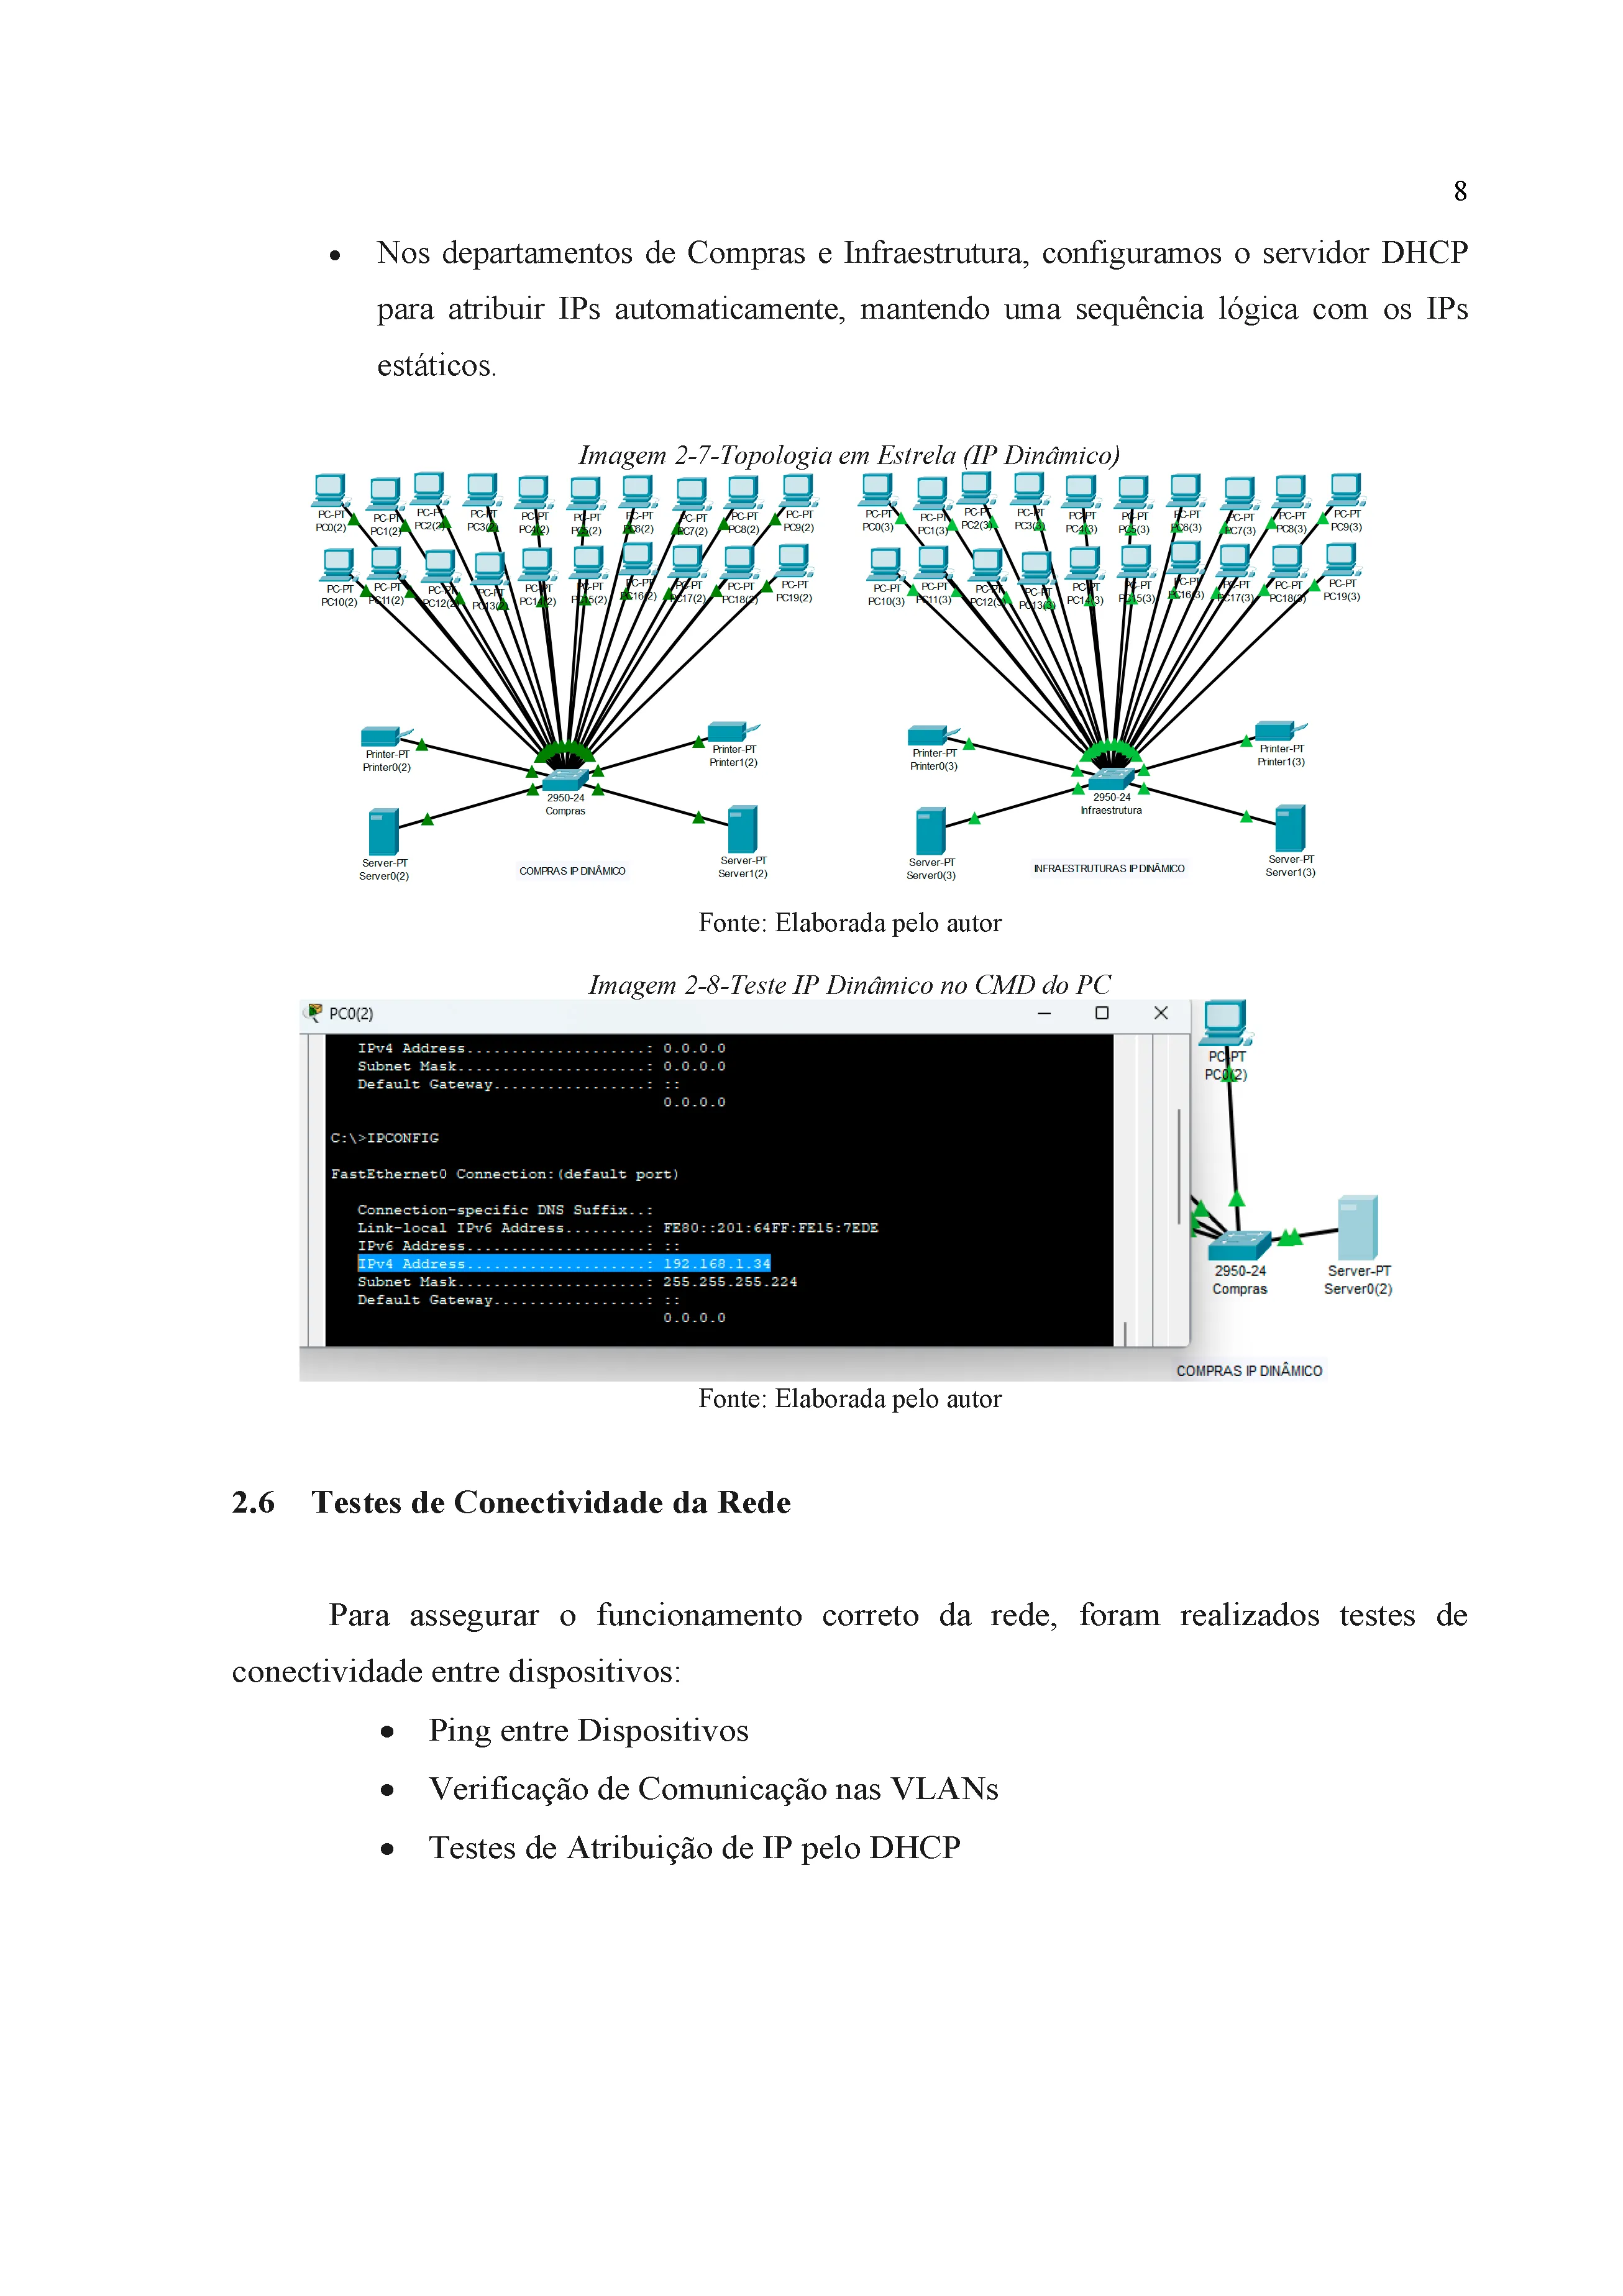 8
• Nos departamentos de Compras e Infraestrutura, configuramos o servidor DHCP
para atribuir IPs automaticamente, mantendo uma sequência lógica com os IPs
estáticos.
Imagem 2-7-Topologia em Estrela (IP Dinâmico)
PC-PT PC-PT PC-PT PC-PT PC-PT PC-PT PC-PT PC-PT PC-PT PC-PT
PC0(2) PC1(2) PC2(2) PC3(2) PC4(2) PC5(2) PC6(2) PC7(2) PC8(2) PC9(2)
PC-PT PC-PT PC-PT PC-PT PC-PT PC-PT PC-PT PC-PT PC-PT PC-PT
PC10(2) PC11(2) PC12(2) PC13(2) PC14(2) PC15(2) PC16(2) PC17(2) PC18(2) PC19(2)
Printer-PT
Printer0(2)
Printer-PT
Printer1(2)
2950-24
Compras
Server-PT
Server0(2)
COMPRAS IP DINÂMICO
Server-PT
Server1(2)
PC-PT PC-PT PC-PT PC-PT PC-PT PC-PT PC-PT PC-PT PC-PT PC-PT
PC0(3) PC1(3) PC2(3) PC3(3) PC4(3) PC5(3) PC6(3) PC7(3) PC8(3) PC9(3)
PC-PT PC-PT PC-PT PC-PT PC-PT PC-PT PC-PT PC-PT PC-PT PC-PT
PC10(3) PC11(3) PC12(3) PC13(3) PC14(3) PC15(3) PC16(3) PC17(3) PC18(3) PC19(3)
Printer-PT
Printer0(3)
Printer-PT
Printer1(3)
2950-24
Infraestrutura
Server-PT
Server0(3)
INFRAESTRUTURAS IP DINÂMICO
Server-PT
Server1(3)
Fonte: Elaborada pelo autor
Imagem 2-8-Teste IP Dinâmico no CMD do PC
PC0(2)
IPv4 Address....................: 0.0.0.0
Subnet Mask.....................: 0.0.0.0
Default Gateway.................: ::
0.0.0.0
C:\>IPCONFIG
FastEthernet0 Connection:(default port)
Connection-specific DNS Suffix..:
Link-local IPv6 Address.........: FE80::201:64FF:FE15:7EDE
IPv6 Address....................: ::
IPv4 Address....................: 192.168.1.34
Subnet Mask.....................: 255.255.255.224
Default Gateway.................: ::
0.0.0.0
PC-PT
PC0(2)
2950-24
Compras
Server-PT
Server0(2)
COMPRAS IP DINÂMICO
Fonte: Elaborada pelo autor
2.6 Testes de Conectividade da Rede
Para assegurar o funcionamento correto da rede, foram realizados testes de
conectividade entre dispositivos:
• Ping entre Dispositivos
• Verificação de Comunicação nas VLANs
• Testes de Atribuição de IP pelo DHCP